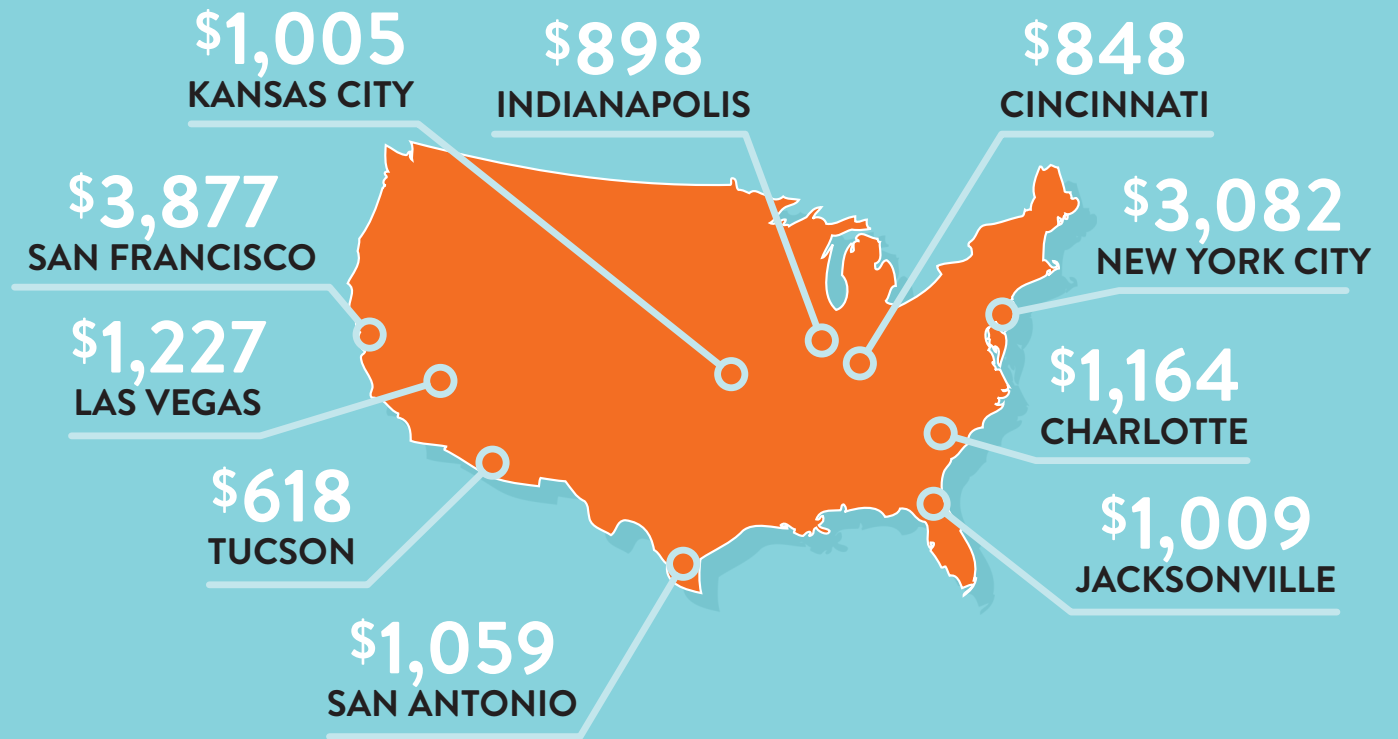 $1,005
KANSAS CITY
$898
INDIANAPOLIS
$848
CINCINNATI
$3,877
SAN FRANCISCO
$3,082
NEW YORK CITY
$1,227
LAS VEGAS
$1,164
CHARLOTTE
$618
TUCSON
$1,009
JACKSONVILLE
$1,059
SAN ANTONIO